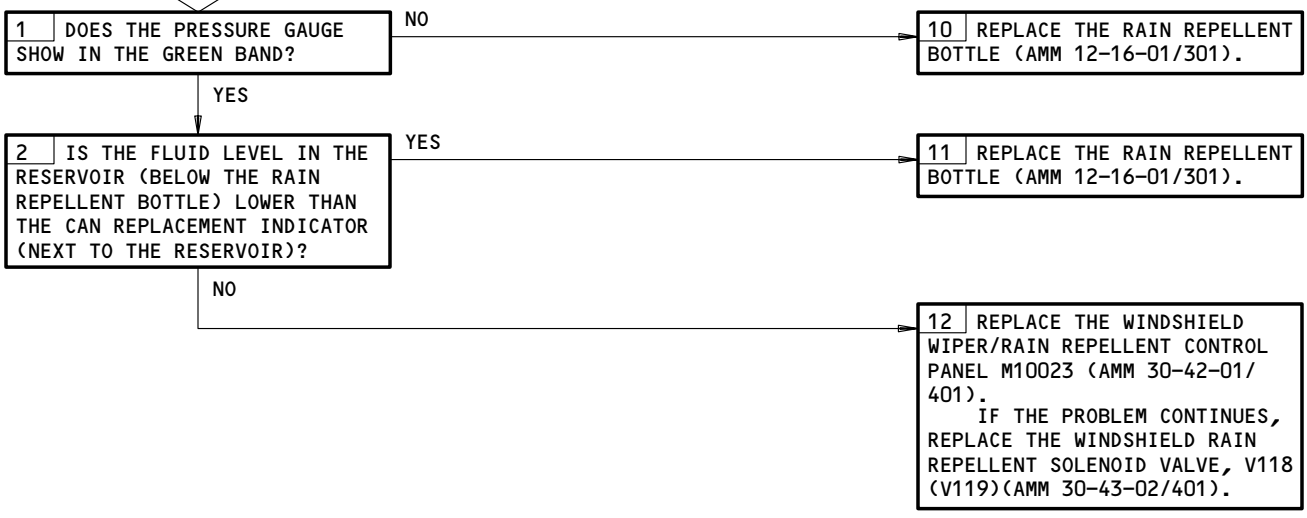 1 DOES THE PRESSURE GAUGE
SHOW IN THE GREEN BAND?
NO
10 REPLACE THE RAIN REPELLENT
BOTTLE (AMM 12-16-01/301).
YES
2 IS THE FLUID LEVEL IN THE
RESERVOIR (BELOW THE RAIN
REPELLENT BOTTLE) LOWER THAN
THE CAN REPLACEMENT INDICATOR
(NEXT TO THE RESERVOIR)?
YES
11 REPLACE THE RAIN REPELLENT
BOTTLE (AMM 12-16-01/301).
NO
12 REPLACE THE WINDSHIELD
WIPER/RAIN REPELLENT CONTROL
PANEL M10023 (AMM 30-42-01/
401).
IF THE PROBLEM CONTINUES,
REPLACE THE WINDSHIELD RAIN
REPELLENT SOLENOID VALVE, V118
(V119)(AMM 30-43-02/401).